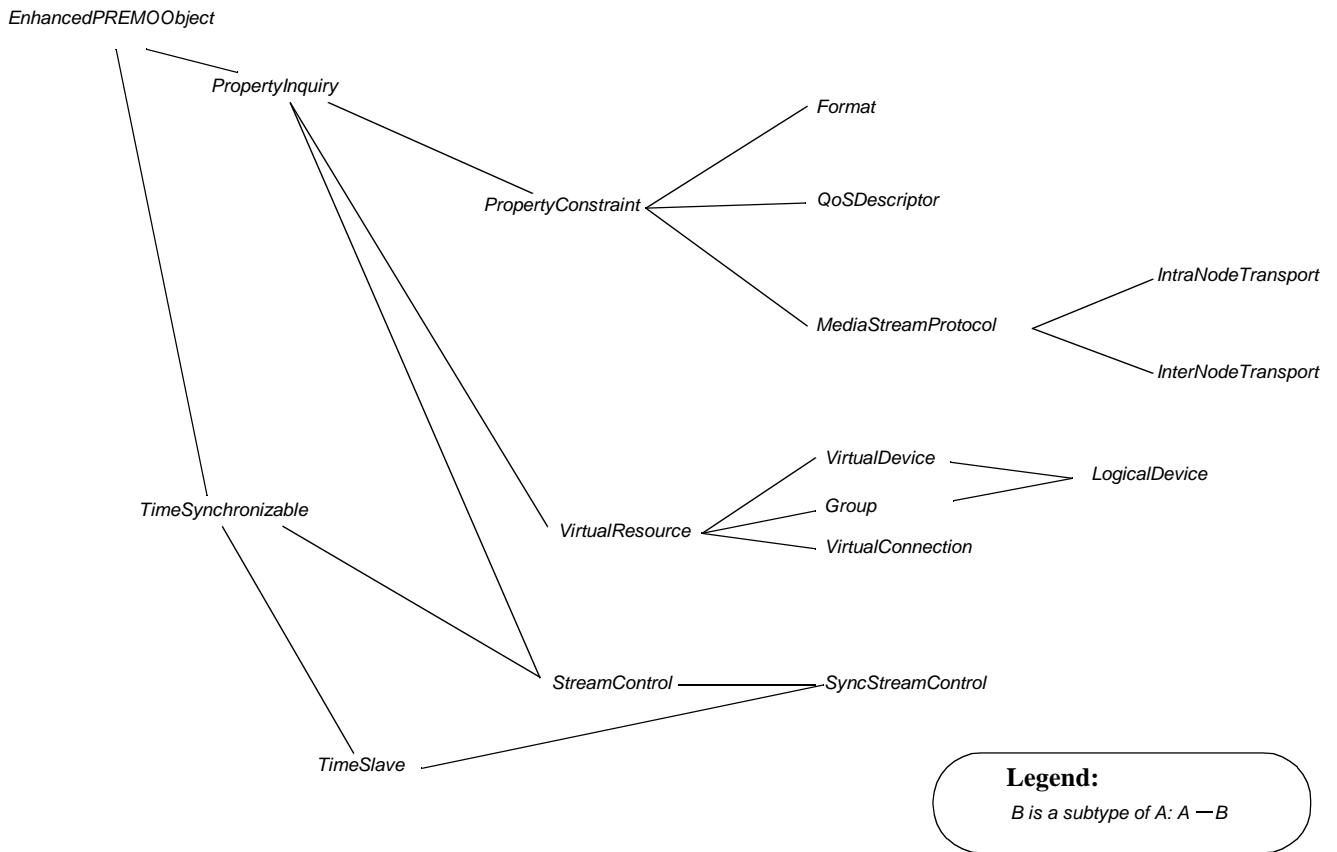 EnhancedPREMOObject
PropertyInquiry
Format
PropertyConstraint
QoSDescriptor
IntraNodeTransport
MediaStreamProtocol
InterNodeTransport
VirtualDevice
LogicalDevice
TimeSynchronizable
Group
VirtualResource
VirtualConnection
StreamControl
SyncStreamControl
TimeSlave
Legend:
B is a subtype of A: A — B